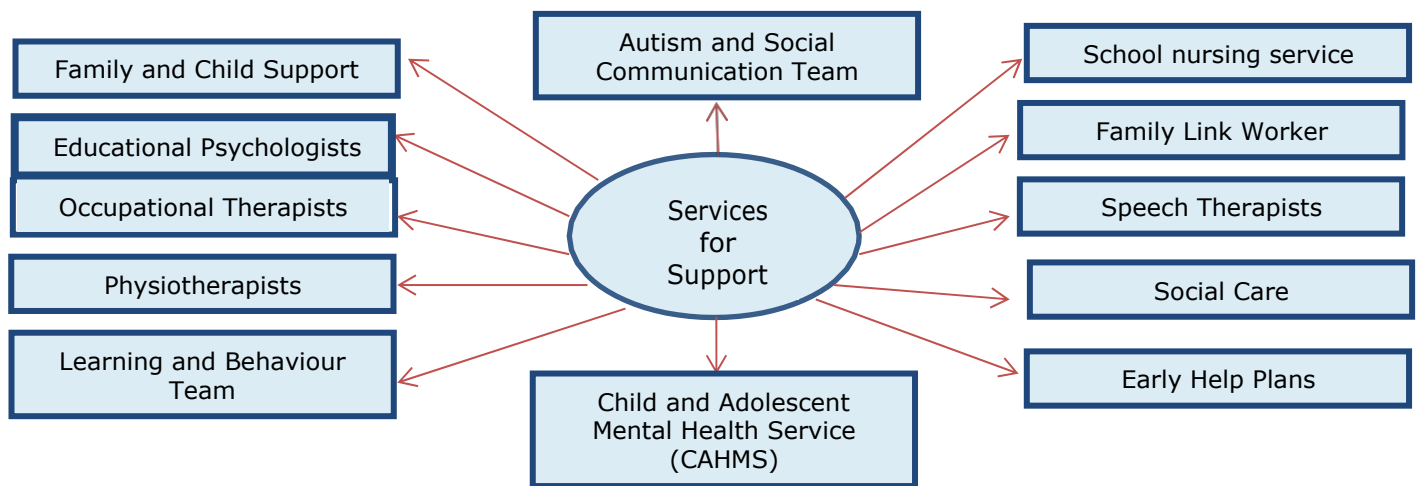 Family and Child Support
Educational Psychologists
Occupational Therapists
Physiotherapists
Learning and Behaviour
Team
Autism and Social
Communication Team
Services
for
Support
Child and Adolescent
Mental Health Service
(CAHMS)
School nursing service
Family Link Worker
Speech Therapists
Social Care
Early Help Plans